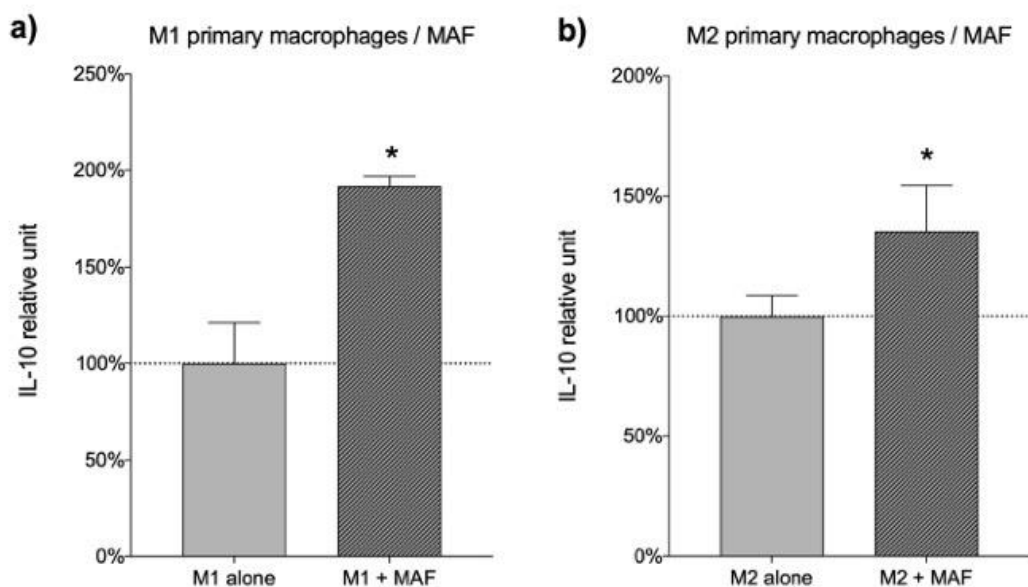 a)
M1 primary macrophages / MAF
IL-10 relative unit
250%
200%
150%
100%
50%
0%
*
M1 alone
M1 + MAF
b)
M2 primary macrophages / MAF
IL-10 relative unit
200%
150%
100%
50%
0%
*
M2 alone
M2 + MAF